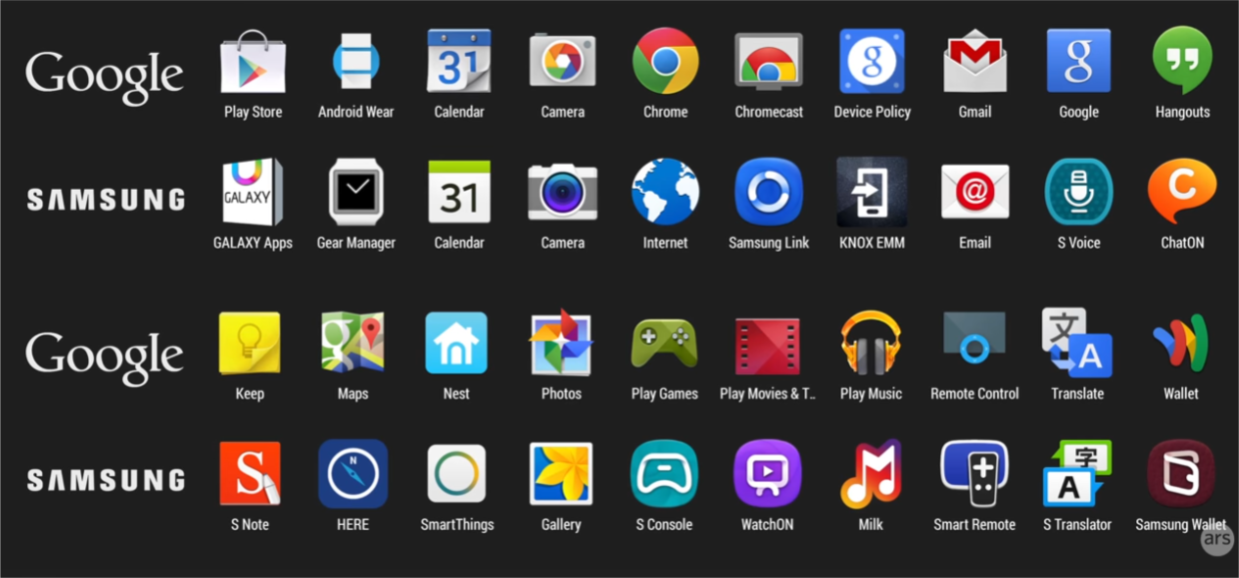 Google
Play Store Android Wear 31 Calendar Camera Chrome Chromecast g Device Policy Gmail g Google Hangouts
SAMSUNG
GALAXY GALAXY Apps Gear Manager 31 Calendar Camera Internet Samsung Link KNOX EMM @ Email S Voice C ChatON
Google
Keep g Maps Nest Photos Play Games Play Movies & T.. Play Music Remote Control 文 A Translate Wallet
SAMSUNG
S S Note N HERE SmartThings Gallery S Console WatchON Milk Smart Remote 字 A S Translator Samsung Wallet
ars